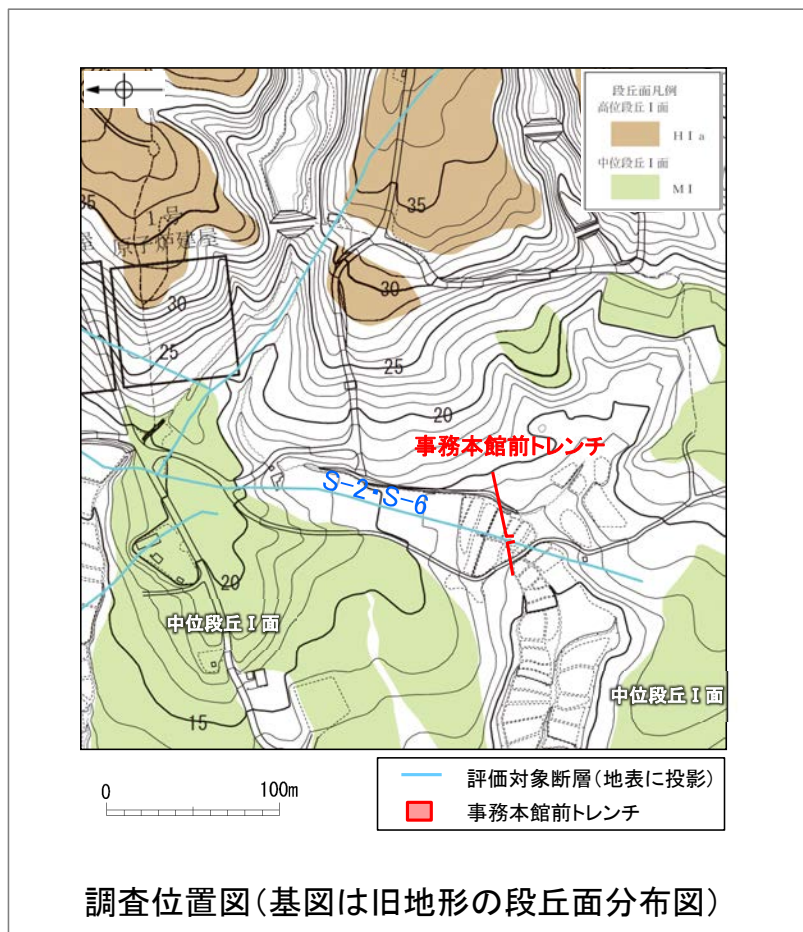 段丘面凡例
高位段丘Ⅰ面
HⅠa
中位段丘Ⅰ面
MⅠ
35
35
1号
原子炉建屋
屋
30
30
25
25
20
事務本館前トレンチ
S-2・S-6
20
中位段丘Ⅰ面
中位段丘Ⅰ面
15
0 100m
評価対象断層(地表に投影)
事務本館前トレンチ
調査位置図(基図は旧地形の段丘面分布図)